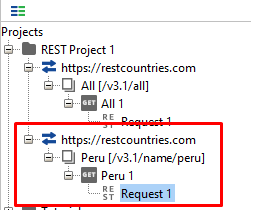 Projects
REST Project 1
https://restcountries.com
All [/v3.1/all]
GET All 1
RE ST Request 1
https://restcountries.com
Peru [/v3.1/name/peru]
GET Peru 1
RE ST Request 1